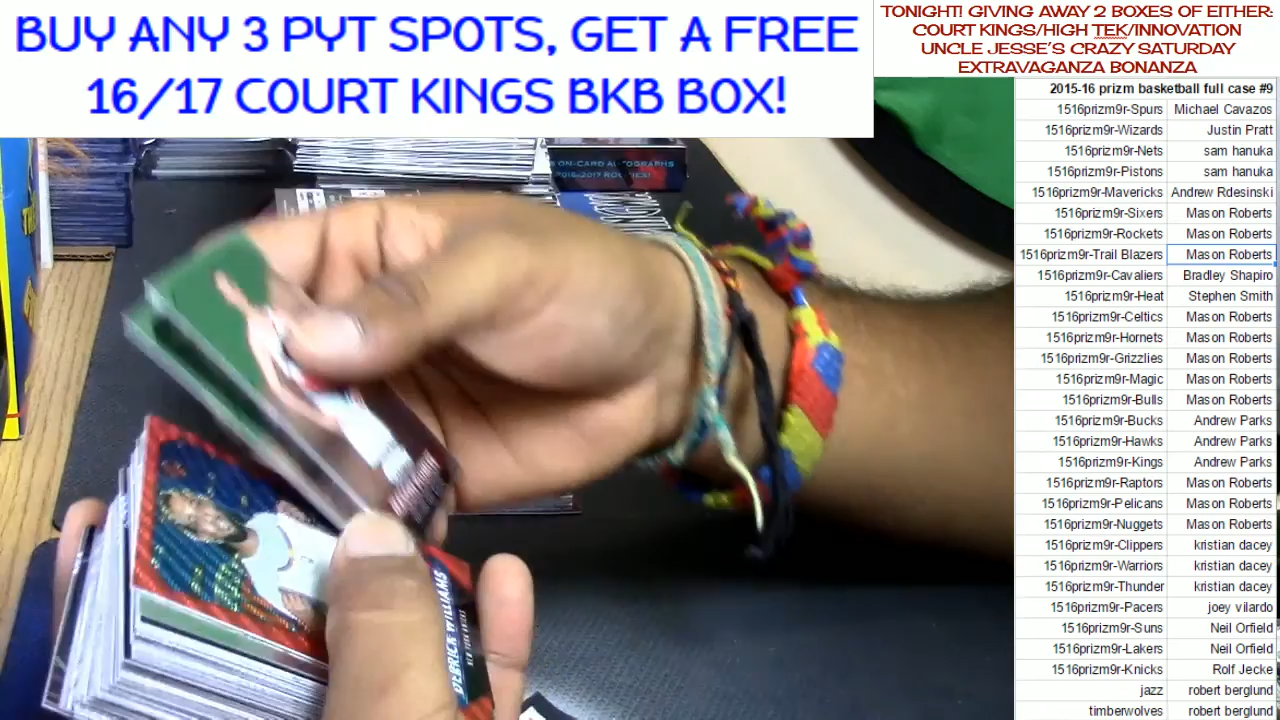 BUY ANY 3 PYT SPOTS, GET A FREE
16/17 COURT KINGS BKB BOX!
TONIGHT! GIVING AWAY 2 BOXES OF EITHER:
COURT KINGS/HIGH TEK/INNOVATION
UNCLE JESSE'S CRAZY SATURDAY
EXTRAVAGANZA BONANZA
2015-16 prizm basketball full case #9
1516prizm9r-Spurs Michael Cavazos
1516prizm9r-Wizards Justin Pratt
1516prizm9r-Nets sam hanuka
1516prizm9r-Pistons sam hanuka
1516prizm9r-Mavericks Andrew Rdesinski
1516prizm9r-Sixers Mason Roberts
1516prizm9r-Rockets Mason Roberts
1516prizm9r-Trail Blazers Mason Roberts
1516prizm9r-Cavaliers Bradley Shapiro
1516prizm9r-Heat Stephen Smith
1516prizm9r-Celtics Mason Roberts
1516prizm9r-Hornets Mason Roberts
1516prizm9r-Grizzlies Mason Roberts
1516prizm9r-Magic Mason Roberts
1516prizm9r-Bulls Mason Roberts
1516prizm9r-Bucks Andrew Parks
1516prizm9r-Hawks Andrew Parks
1516prizm9r-Kings Andrew Parks
1516prizm9r-Raptors Mason Roberts
1516prizm9r-Pelicans Mason Roberts
1516prizm9r-Nuggets Mason Roberts
1516prizm9r-Clippers kristian dacey
1516prizm9r-Warriors kristian dacey
1516prizm9r-Thunder kristian dacey
1516prizm9r-Pacers joey vilardo
1516prizm9r-Suns Neil Orfield
1516prizm9r-Lakers Neil Orfield
1516prizm9r-Knicks Rolf Jecke
jazz robert berglund
timberwolves robert berglund
ON-CARD AUTOGRAPHS
DERRICK WILLIAMS
NEW YORK KNICKS